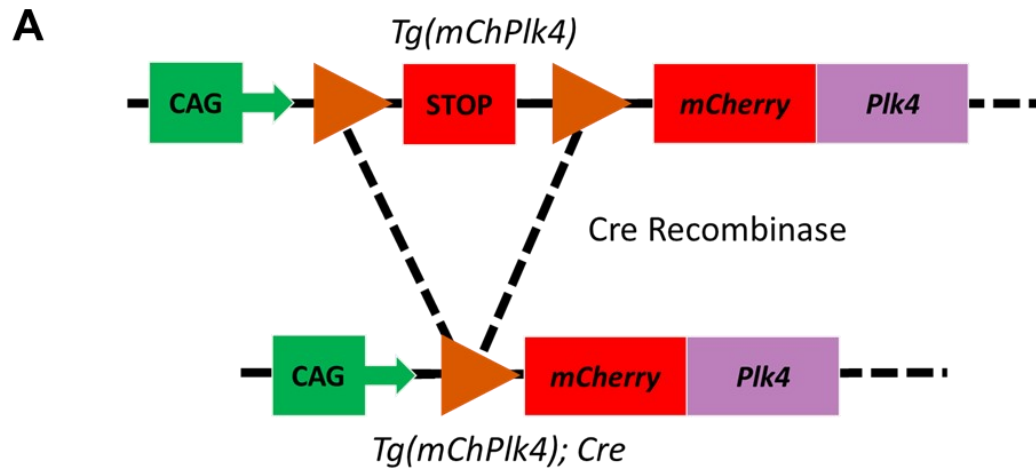 A
Tg(mChPlk4)
CAG STOP mCherry Plk4
Cre Recombinase
CAG mCherry Plk4
Tg(mChPlk4); Cre